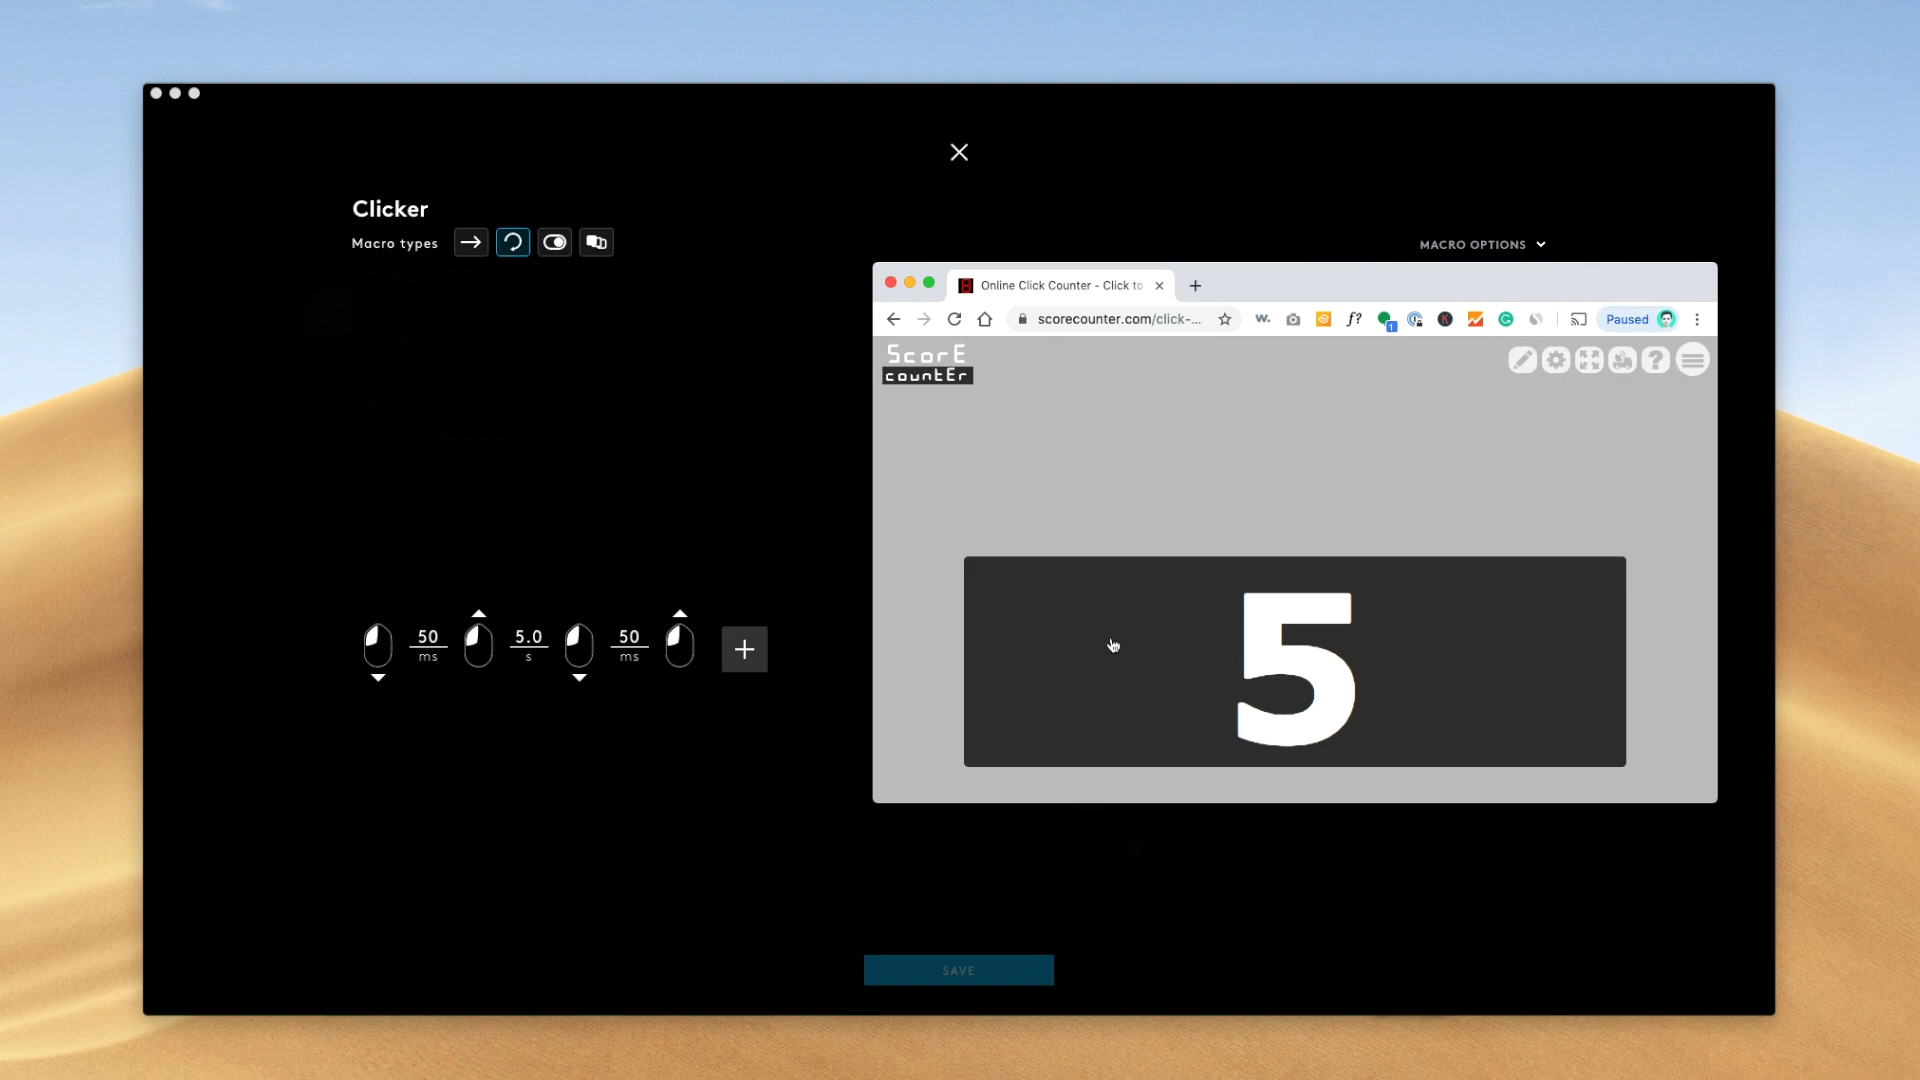 Clicker
Macro types
MACRO OPTIONS
Online Click Counter - Click to
scorecounter.com/click-...
w.
f?
1
K
G
Paused
ScorE
countEr
?
50
ms
5.0
s
50
ms
5
SAVE